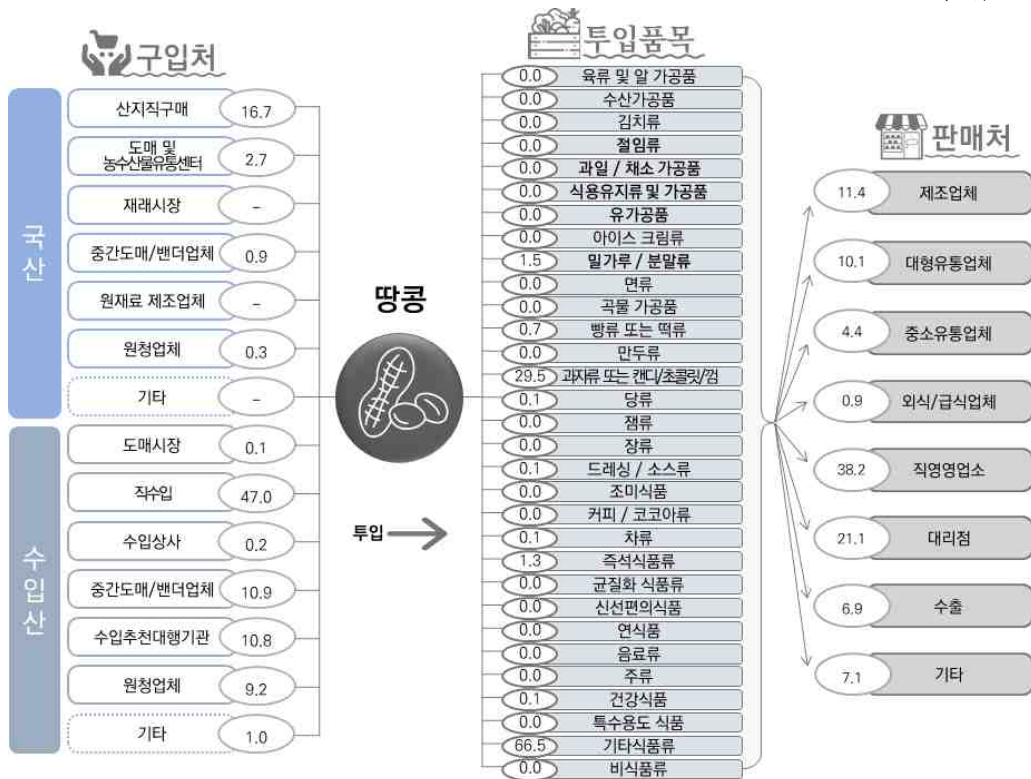 구입처
국산
산지직구매 16.7
도매 및
농수산물유통센터 2.7
재래시장 –
중간도매/밴더업체 0.9
원재료 제조업체 –
원청업체 0.3
기타 –
수입산
도매시장 0.1
직수입 47.0
수입상사 0.2
중간도매/밴더업체 10.9
수입추천대행기관 10.8
원청업체 9.2
기타 1.0
땅콩
투입
투입품목
0.0 육류 및 알 가공품
0.0 수산가공품
0.0 김치류
0.0 절임류
0.0 과일 / 채소 가공품
0.0 식용유지류 및 가공품
0.0 유가공품
0.0 아이스 크림류
1.5 밀가루 / 분말류
0.0 면류
0.0 곡물 가공품
0.7 빵류 또는 떡류
0.0 만두류
29.5 과자류 또는 캔디/초콜릿/껌
0.1 당류
0.0 잼류
0.0 장류
0.1 드레싱 / 소스류
0.0 조미식품
0.0 커피 / 코코아류
0.1 차류
1.3 즉석식품류
0.0 균질화 식품류
0.0 신선편의식품
0.0 연식품
0.0 음료류
0.0 주류
0.1 건강식품
0.0 특수용도 식품
66.5 기타식품류
0.0 비식품류
판매처
11.4 제조업체
10.1 대형유통업체
4.4 중소유통업체
0.9 외식/급식업체
38.2 직영영업소
21.1 대리점
6.9 수출
7.1 기타